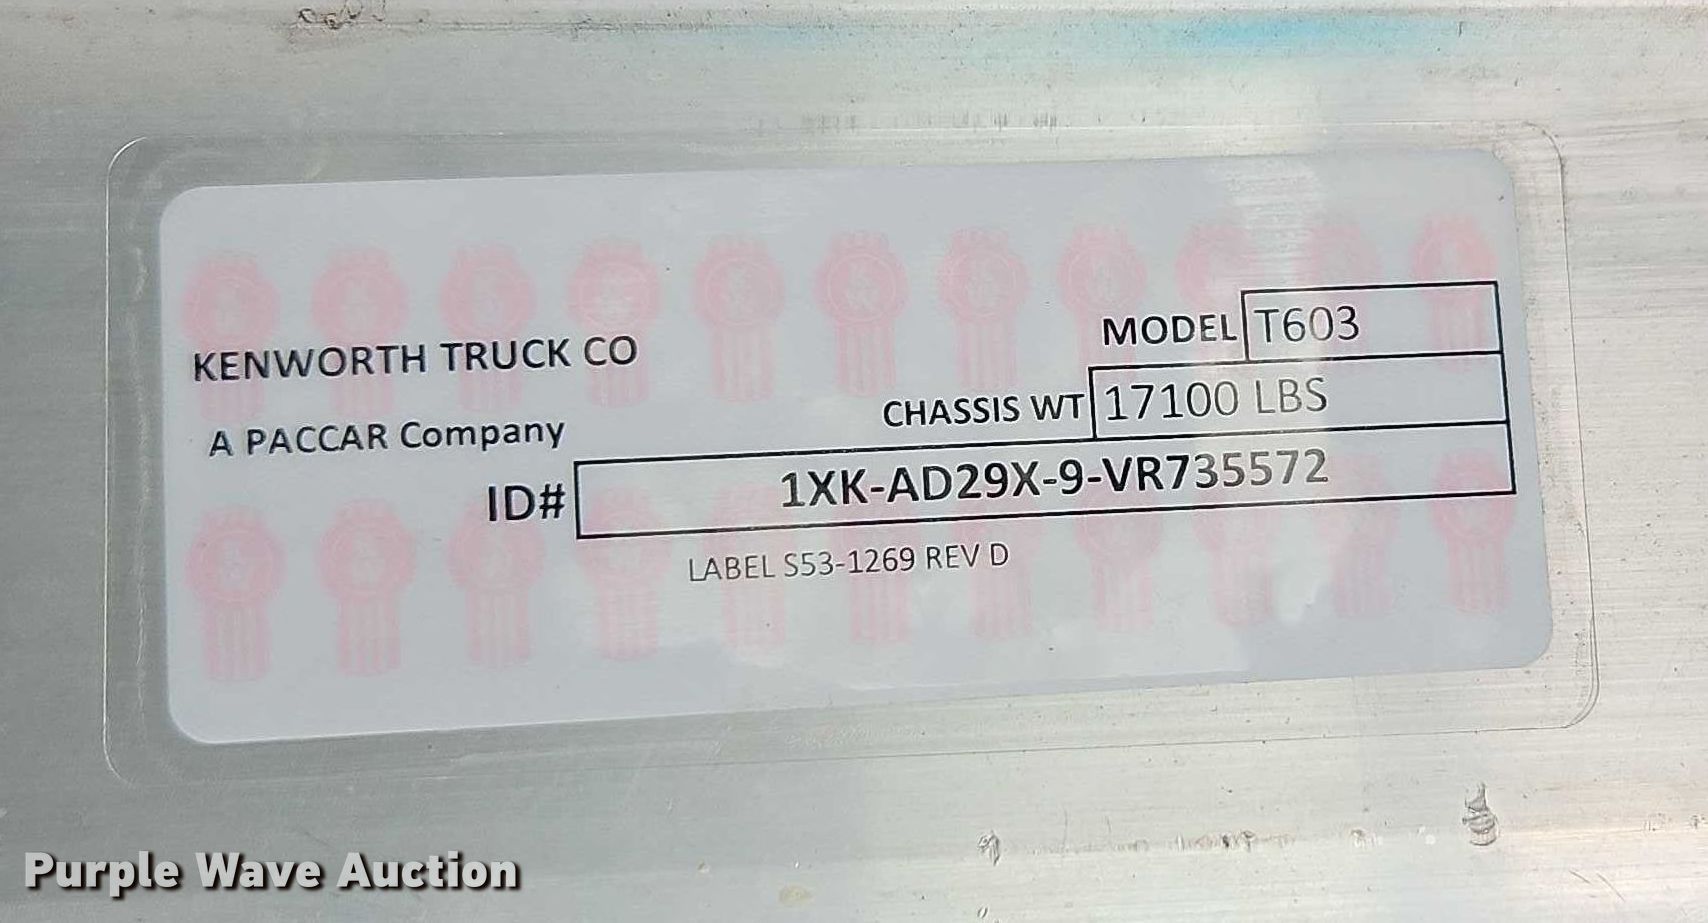 KENWORTH TRUCK CO
A PACCAR Company
MODEL T603
CHASSIS WT 17100 LBS
ID# 1XK-AD29X-9-VR735572
LABEL S53-1269 REV D
Purple Wave Auction